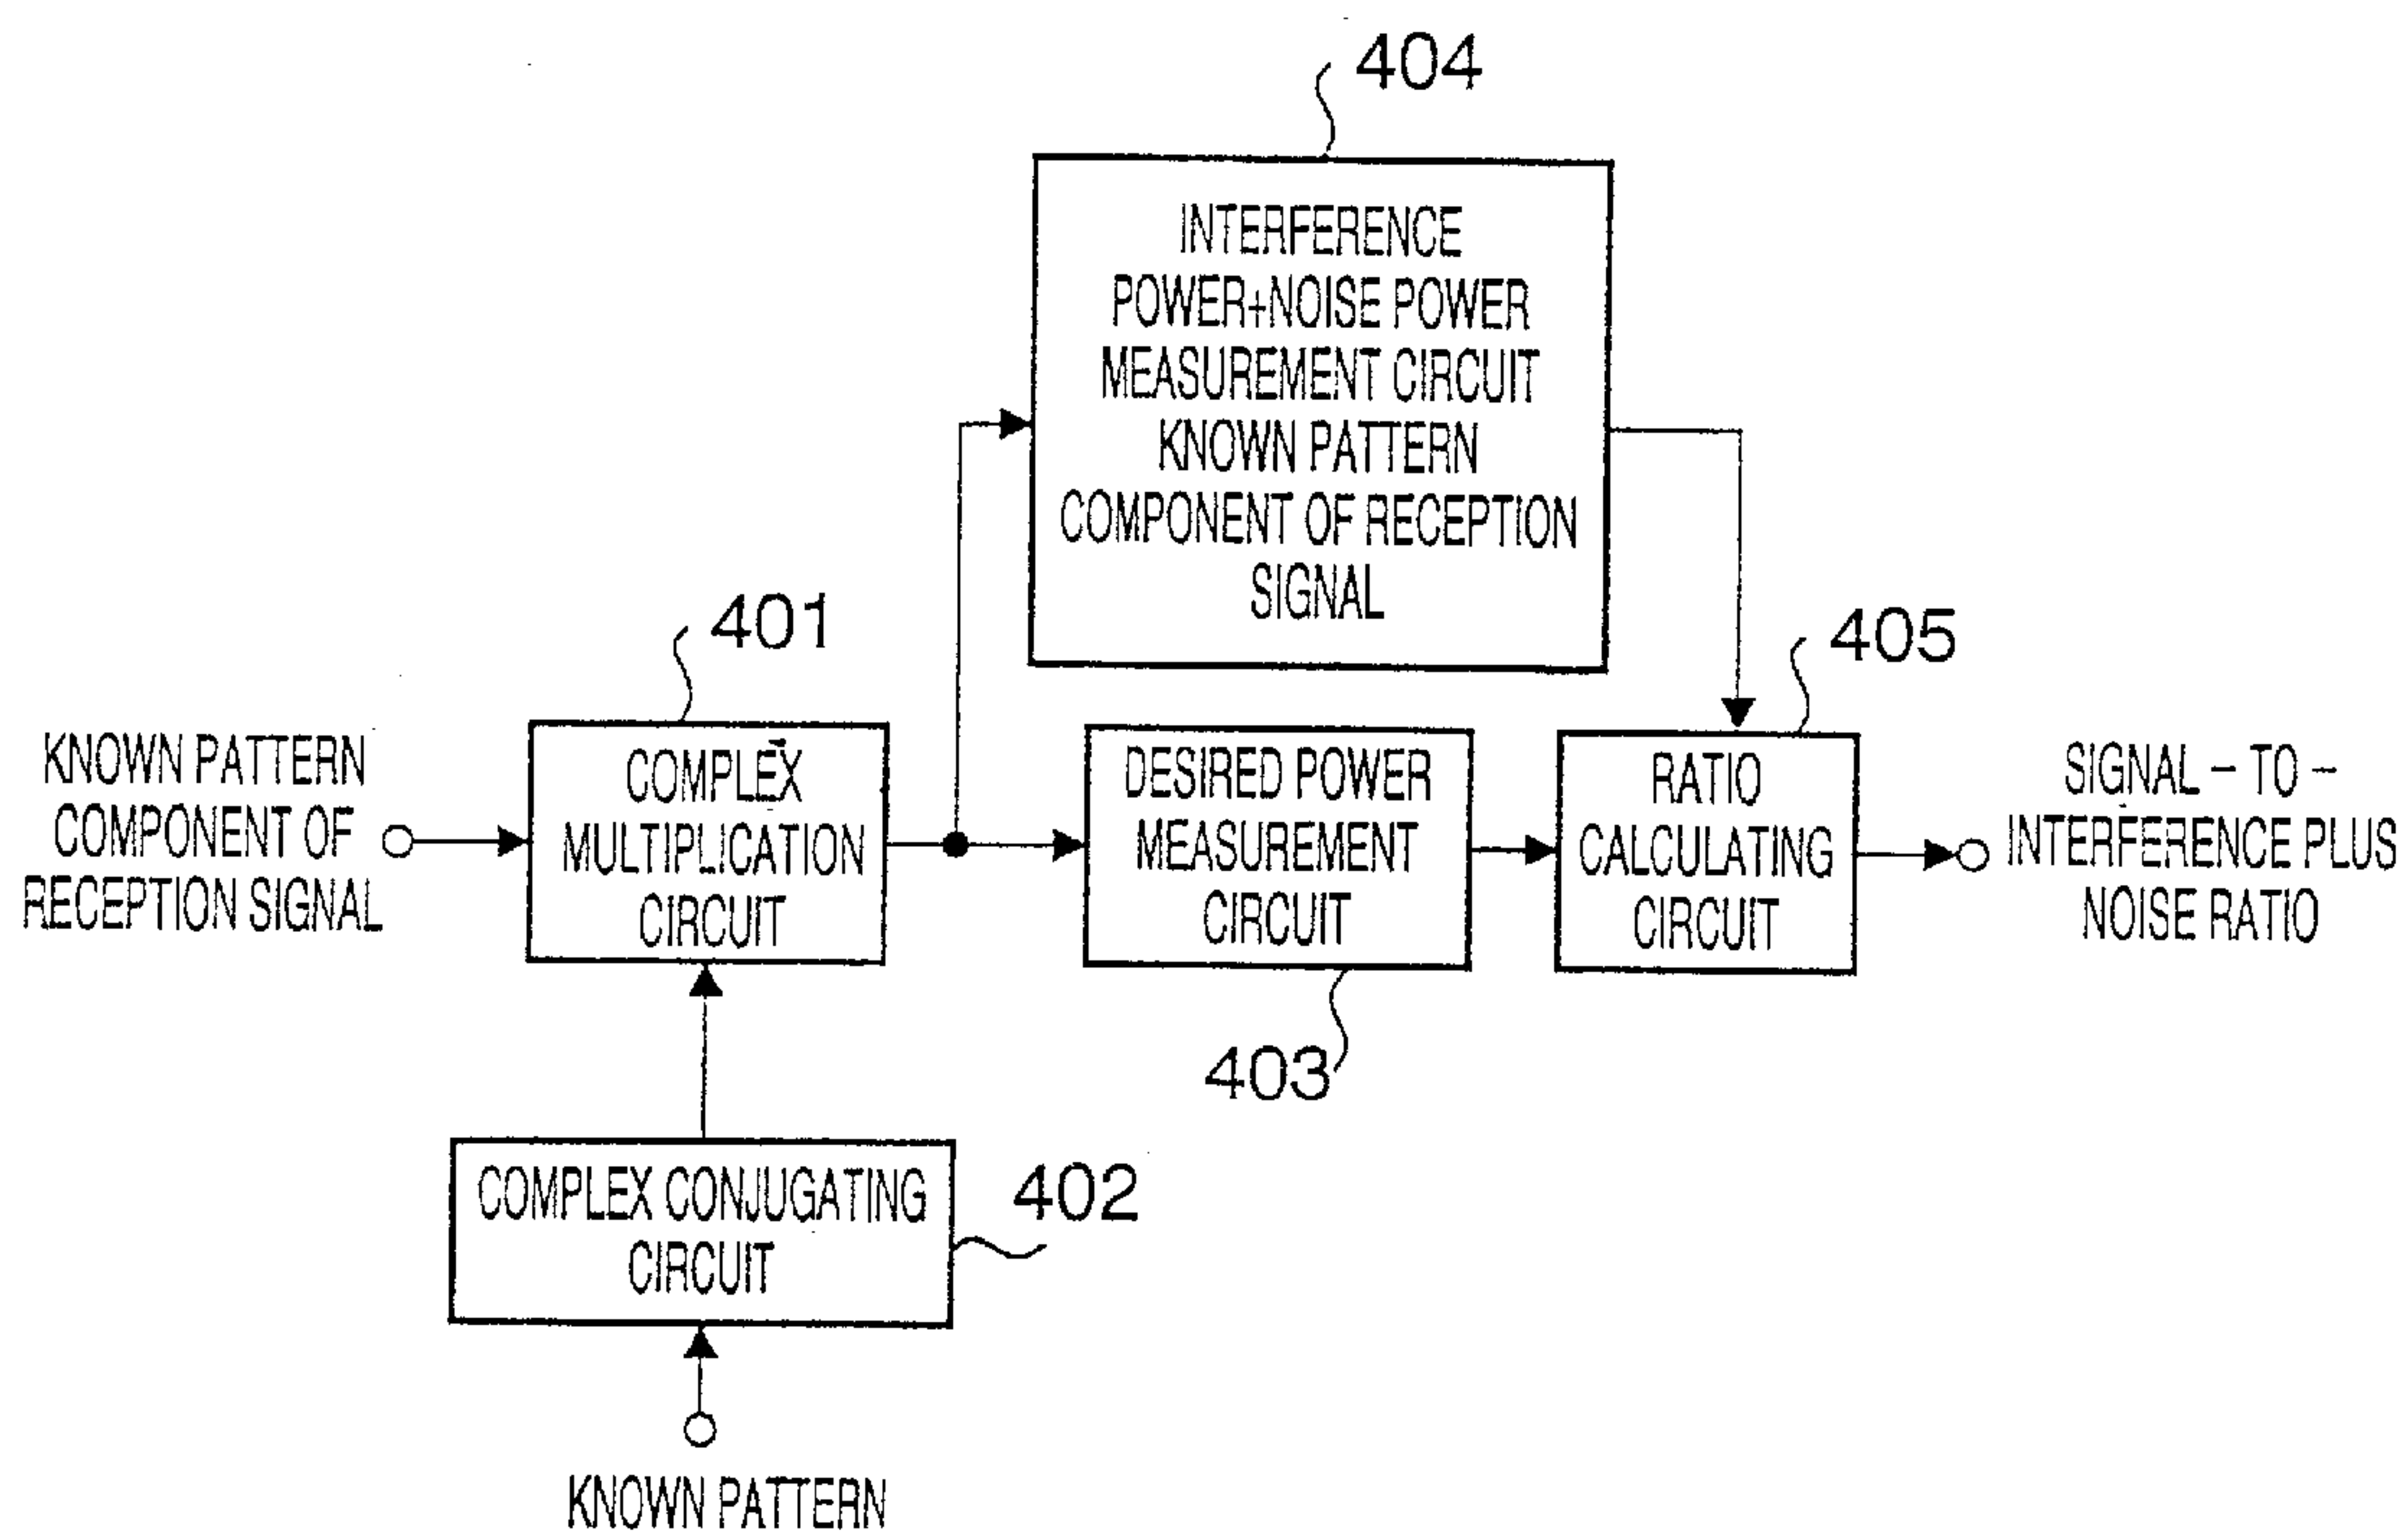 404
INTERFERENCE
POWER+NOISE POWER
MEASUREMENT CIRCUIT
KNOWN PATTERN
COMPONENT OF RECEPTION
SIGNAL
401
405
KNOWN PATTERN
COMPONENT OF
RECEPTION SIGNAL
COMPLEX
MULTIPLICATION
CIRCUIT
DESIRED POWER
MEASUREMENT
CIRCUIT
RATIO
CALCULATING
CIRCUIT
SIGNAL – TO –
INTERFERENCE PLUS
NOISE RATIO
403
COMPLEX CONJUGATING
CIRCUIT
402
KNOWN PATTERN